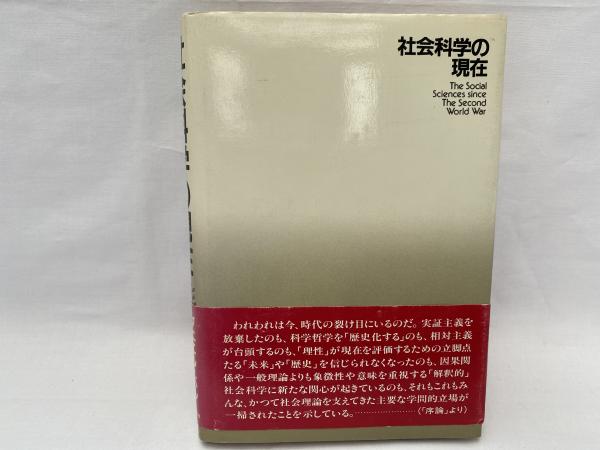 社会科学の
現在
The Social
Sciences since
The Second
World War
われわれは今、時代の裂け目にいるのだ。実証主義を
放棄したのも、科学哲学を「歴史化する」のも、相対主義
が台頭するのも、「理性」が現在を評価するための立脚点
たる「未来」や「歴史」を信じられなくなったのも、因果関
係や一般理論よりも象徴性や意味を重視する「解釈的」
社会科学に新たな関心が起きているのも、それもこれもみ
んな、かつて社会理論を支えてきた主要な学問的立場が
一掃されたことを示している。……………………(「序論」より)